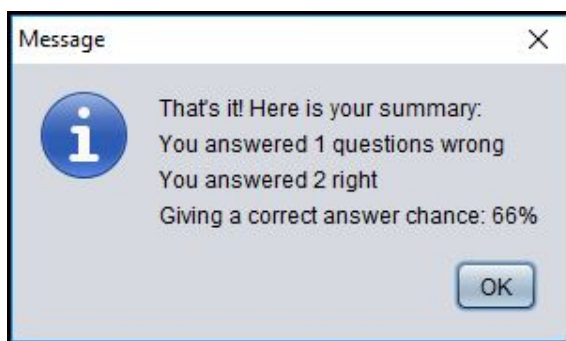 Message
That's it! Here is your summary:
You answered 1 questions wrong
You answered 2 right
Giving a correct answer chance: 66%
OK